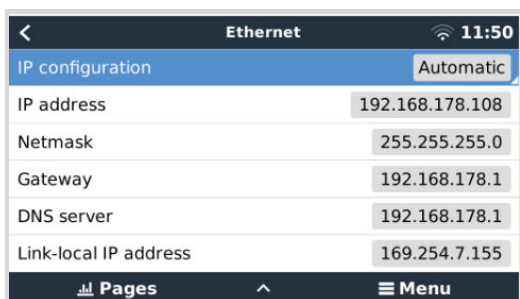 Ethernet 11:50
IP configuration Automatic
IP address 192.168.178.108
Netmask 255.255.255.0
Gateway 192.168.178.1
DNS server 192.168.178.1
Link-local IP address 169.254.7.155
Pages Menu